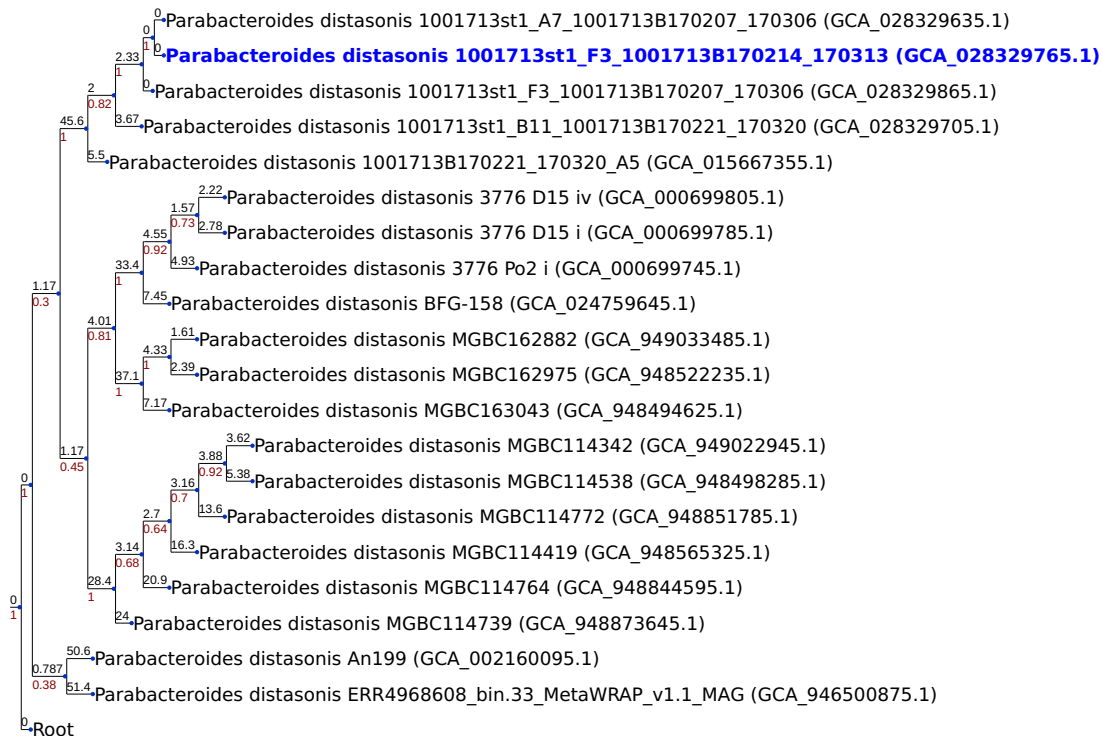 0
0
Parabacteroides distasonis 1001713st1_A7_1001713B170207_170306 (GCA_028329635.1)
1
0
Parabacteroides distasonis 1001713st1_F3_1001713B170214_170313 (GCA_028329765.1)
2.33
1
0
Parabacteroides distasonis 1001713st1_F3_1001713B170207_170306 (GCA_028329865.1)
2
0.82
3.67
Parabacteroides distasonis 1001713st1_B11_1001713B170221_170320 (GCA_028329705.1)
45.6
1
5.5
Parabacteroides distasonis 1001713B170221_170320_A5 (GCA_015667355.1)
2.22
Parabacteroides distasonis 3776 D15 iv (GCA_000699805.1)
1.57
0.73
2.78
Parabacteroides distasonis 3776 D15 i (GCA_000699785.1)
4.55
0.92
4.93
Parabacteroides distasonis 3776 Po2 i (GCA_000699745.1)
33.4
1
7.45
Parabacteroides distasonis BFG-158 (GCA_024759645.1)
1.17
0.3
4.01
0.81
1.61
Parabacteroides distasonis MGBC162882 (GCA_949033485.1)
4.33
1
2.39
Parabacteroides distasonis MGBC162975 (GCA_948522235.1)
37.1
1
7.17
Parabacteroides distasonis MGBC163043 (GCA_948494625.1)
1.17
0.45
3.62
Parabacteroides distasonis MGBC114342 (GCA_949022945.1)
3.88
0.92
5.38
Parabacteroides distasonis MGBC114538 (GCA_948498285.1)
0
1
3.16
0.7
13.6
Parabacteroides distasonis MGBC114772 (GCA_948851785.1)
2.7
0.64
16.3
Parabacteroides distasonis MGBC114419 (GCA_948565325.1)
3.14
0.68
20.9
Parabacteroides distasonis MGBC114764 (GCA_948844595.1)
28.4
1
24
Parabacteroides distasonis MGBC114739 (GCA_948873645.1)
0
1
50.6
Parabacteroides distasonis An199 (GCA_002160095.1)
0.787
0.38
51.4
Parabacteroides distasonis ERR4968608_bin.33_MetaWRAP_v1.1_MAG (GCA_946500875.1)
0
Root